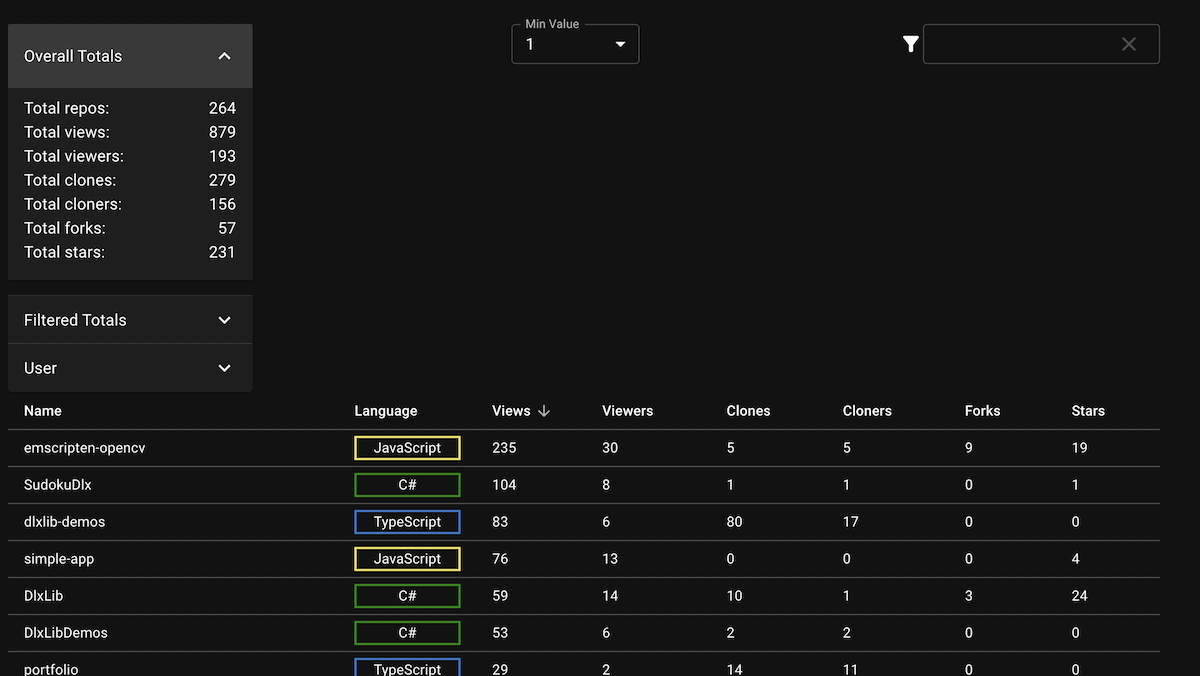 Overall Totals
Min Value
1
Total repos: 264
Total views: 879
Total viewers: 193
Total clones: 279
Total cloners: 156
Total forks: 57
Total stars: 231
Filtered Totals
User
Name Language Views Viewers Clones Cloners Forks Stars
emscripten-opencv JavaScript 235 30 5 5 9 19
SudokuDlx C# 104 8 1 1 0 1
dlxlib-demos TypeScript 83 6 80 17 0 0
simple-app JavaScript 76 13 0 0 0 4
DlxLib C# 59 14 10 1 3 24
DlxLibDemos C# 53 6 2 2 0 0
portfolio TypeScript 29 2 14 11 0 0